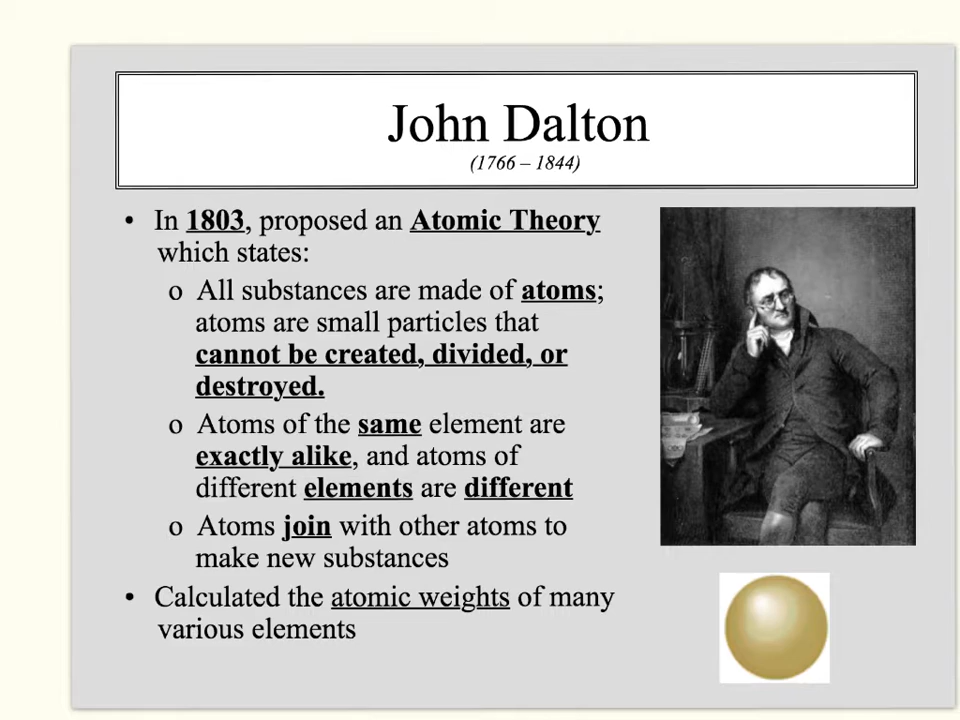 John Dalton
(1766 – 1844)
• In 1803, proposed an Atomic Theory
which states:
o All substances are made of atoms;
atoms are small particles that
cannot be created, divided, or
destroyed.
o Atoms of the same element are
exactly alike, and atoms of
different elements are different
o Atoms join with other atoms to
make new substances
• Calculated the atomic weights of many
various elements